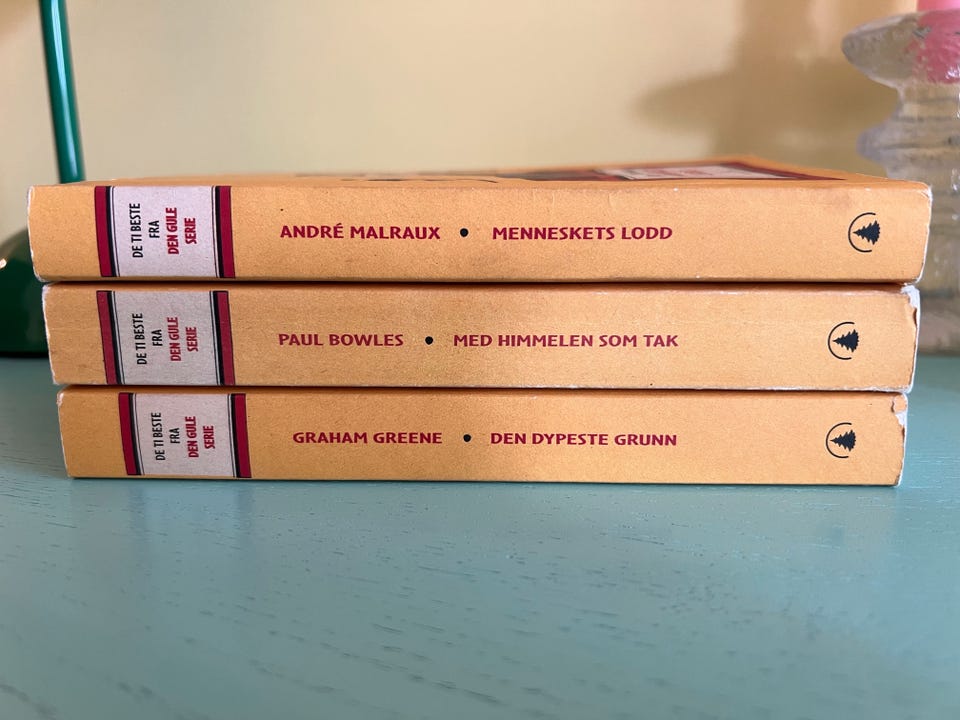 DE TI BESTE
FRA
DEN GULE
SERIE
ANDRÉ MALRAUX • MENNESKETS LODD
DE TI BESTE
FRA
DEN GULE
SERIE
PAUL BOWLES • MED HIMMELEN SOM TAK
DE TI BESTE
FRA
DEN GULE
SERIE
GRAHAM GREENE • DEN DYPESTE GRUNN